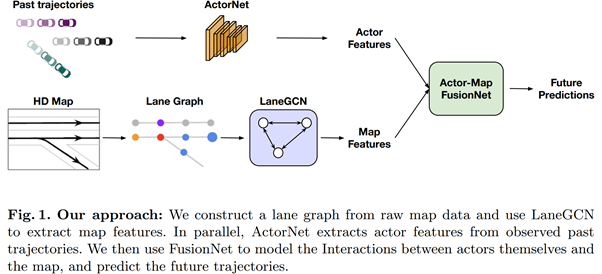 Past trajectories
ActorNet
Actor
Features
HD Map
Lane Graph
LaneGCN
Map
Features
Actor-Map
FusionNet
Future
Predictions
Fig. 1. Our approach: We construct a lane graph from raw map data and use LaneGCN
to extract map features. In parallel, ActorNet extracts actor features from observed past
trajectories. We then use FusionNet to model the Interactions between actors themselves and
the map, and predict the future trajectories.